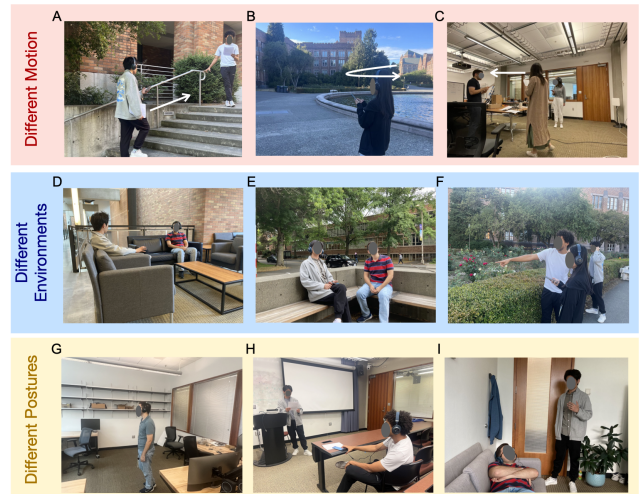 A
B
C
Different Motion
D
E
F
Different
Environments
G
H
I
Different Postures